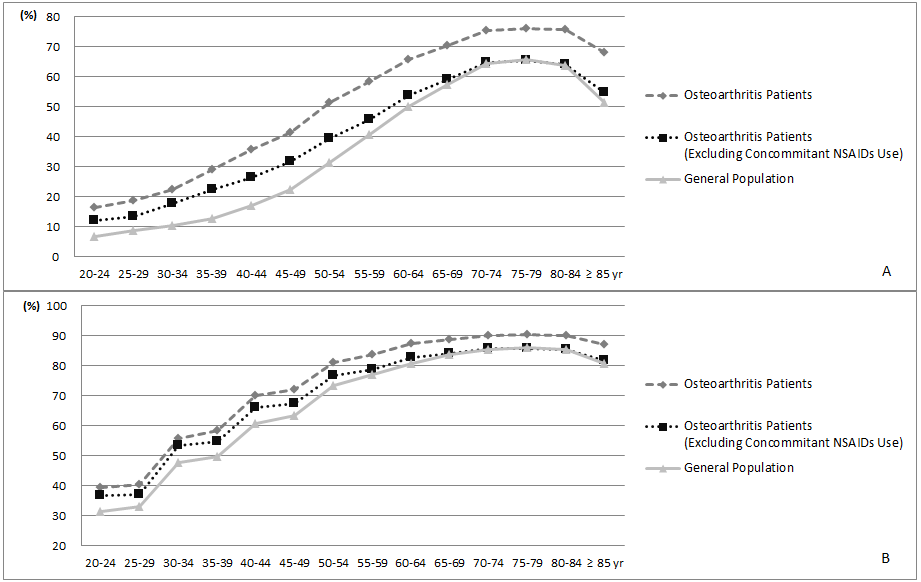 (%) 80
70
60
50
40
30
20
10
0
20-24 25-29 30-34 35-39 40-44 45-49 50-54 55-59 60-64 65-69 70-74 75-79 80-84 ≥ 85 yr
Osteoarthritis Patients
Osteoarthritis Patients
(Excluding Concommitant NSAIDs Use)
General Population
A
(%) 100
90
80
70
60
50
40
30
20
20-24 25-29 30-34 35-39 40-44 45-49 50-54 55-59 60-64 65-69 70-74 75-79 80-84 ≥ 85 yr
Osteoarthritis Patients
Osteoarthritis Patients
(Excluding Concommitant NSAIDs Use)
General Population
B